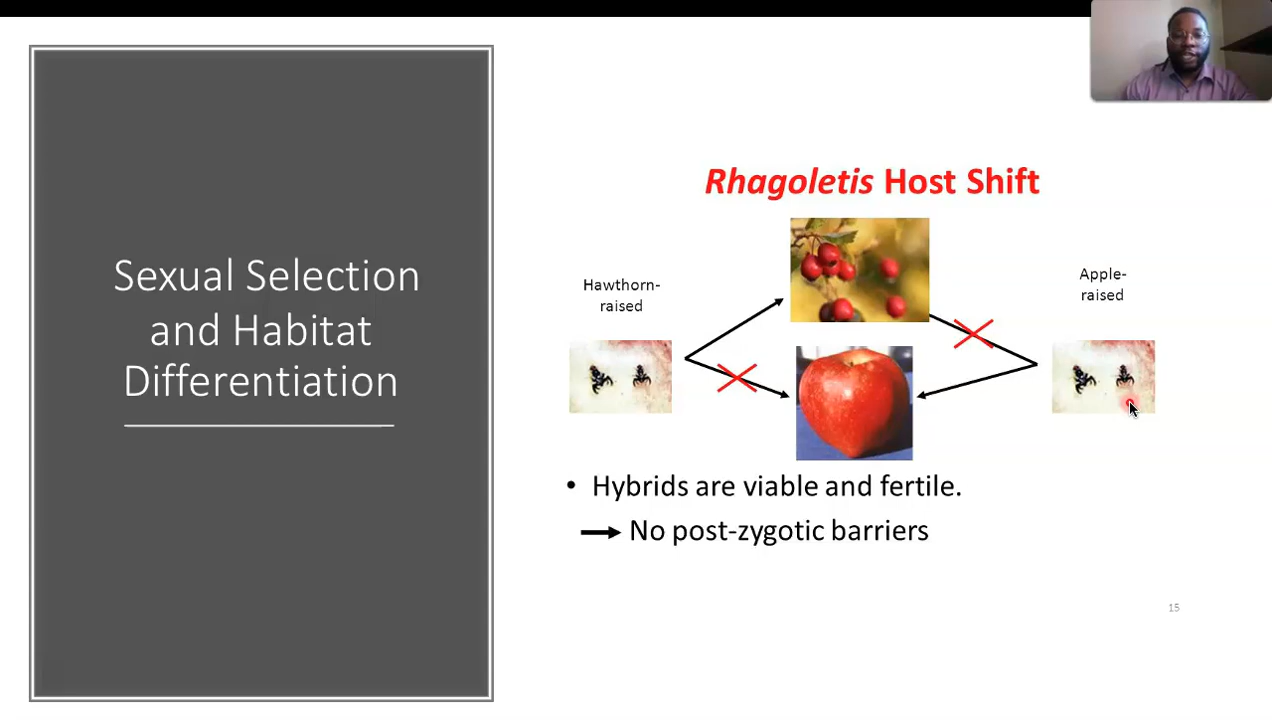 Sexual Selection
and Habitat
Differentiation
Rhagoletis Host Shift
Hawthorn-
raised
Apple-
raised
• Hybrids are viable and fertile.
No post-zygotic barriers
15